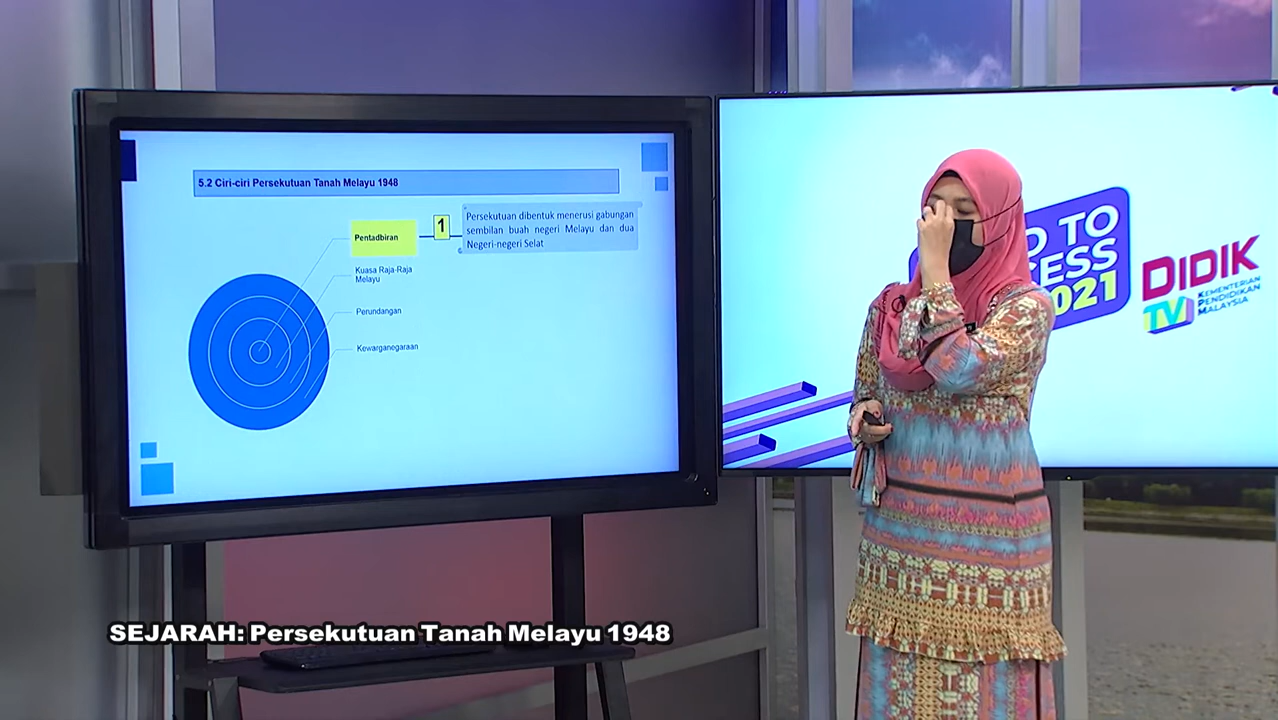 5.2 Ciri-ciri Persekutuan Tanah Melayu 1948
Pentadbiran
1
Persekutuan dibentuk menerusi gabungan
sembilan buah negeri Melayu dan dua
Negeri-negeri Selat
Kuasa Raja-Raja
Melayu
Perundangan
Kewarganegaraan
TO
2021
DIDIK
TV
KEMENTERIAN
PENDIDIKAN
MALAYSIA
SEJARAH: Persekutuan Tanah Melayu 1948